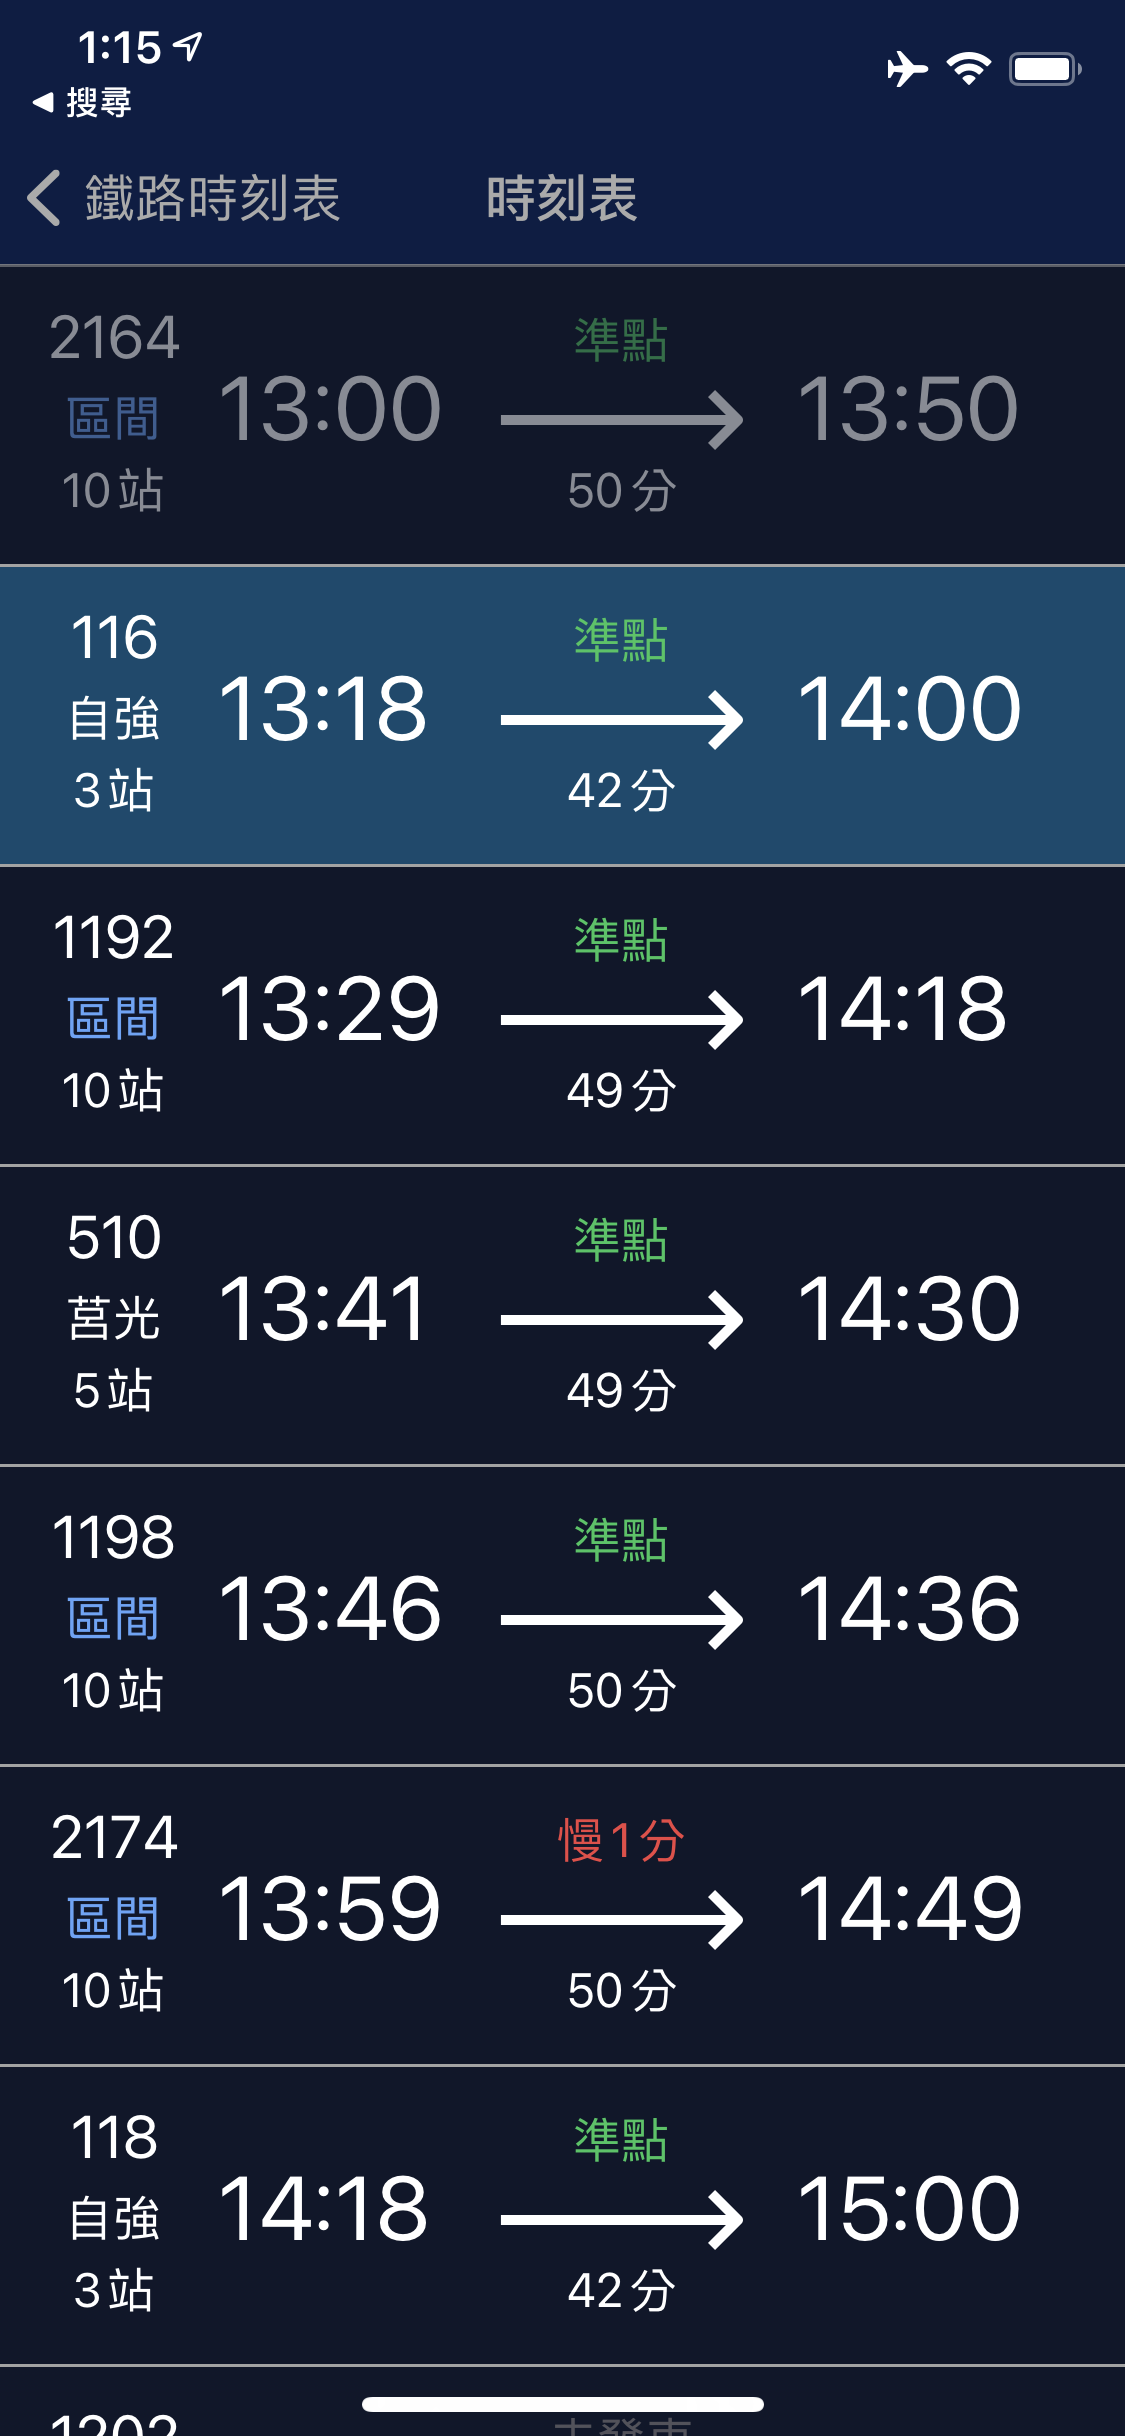 1:15
搜尋
鐵路時刻表 時刻表
2164 準點
區間 13:00 13:50
10站 50分
116 準點
自強 13:18 14:00
3站 42分
1192 準點
區間 13:29 14:18
10站 49分
510 準點
莒光 13:41 14:30
5站 49分
1198 準點
區間 13:46 14:36
10站 50分
2174 慢1分
區間 13:59 14:49
10站 50分
118 準點
自強 14:18 15:00
3站 42分
1202